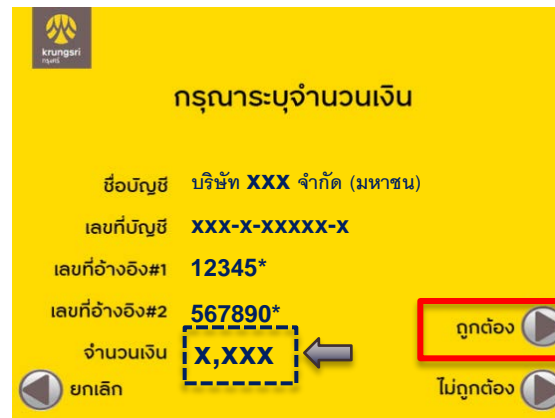 krungsri
กรุงศรี
กรุณาระบุจำนวนเงิน
ชื่อบัญชี บริษัท XXX จำกัด (มหาชน)
เลขที่บัญชี xxx-x-xxxxx-x
เลขที่อ้างอิง#1 12345*
เลขที่อ้างอิง#2 567890*
ถูกต้อง
จำนวนเงิน x,xxx
ยกเลิก
ไม่ถูกต้อง